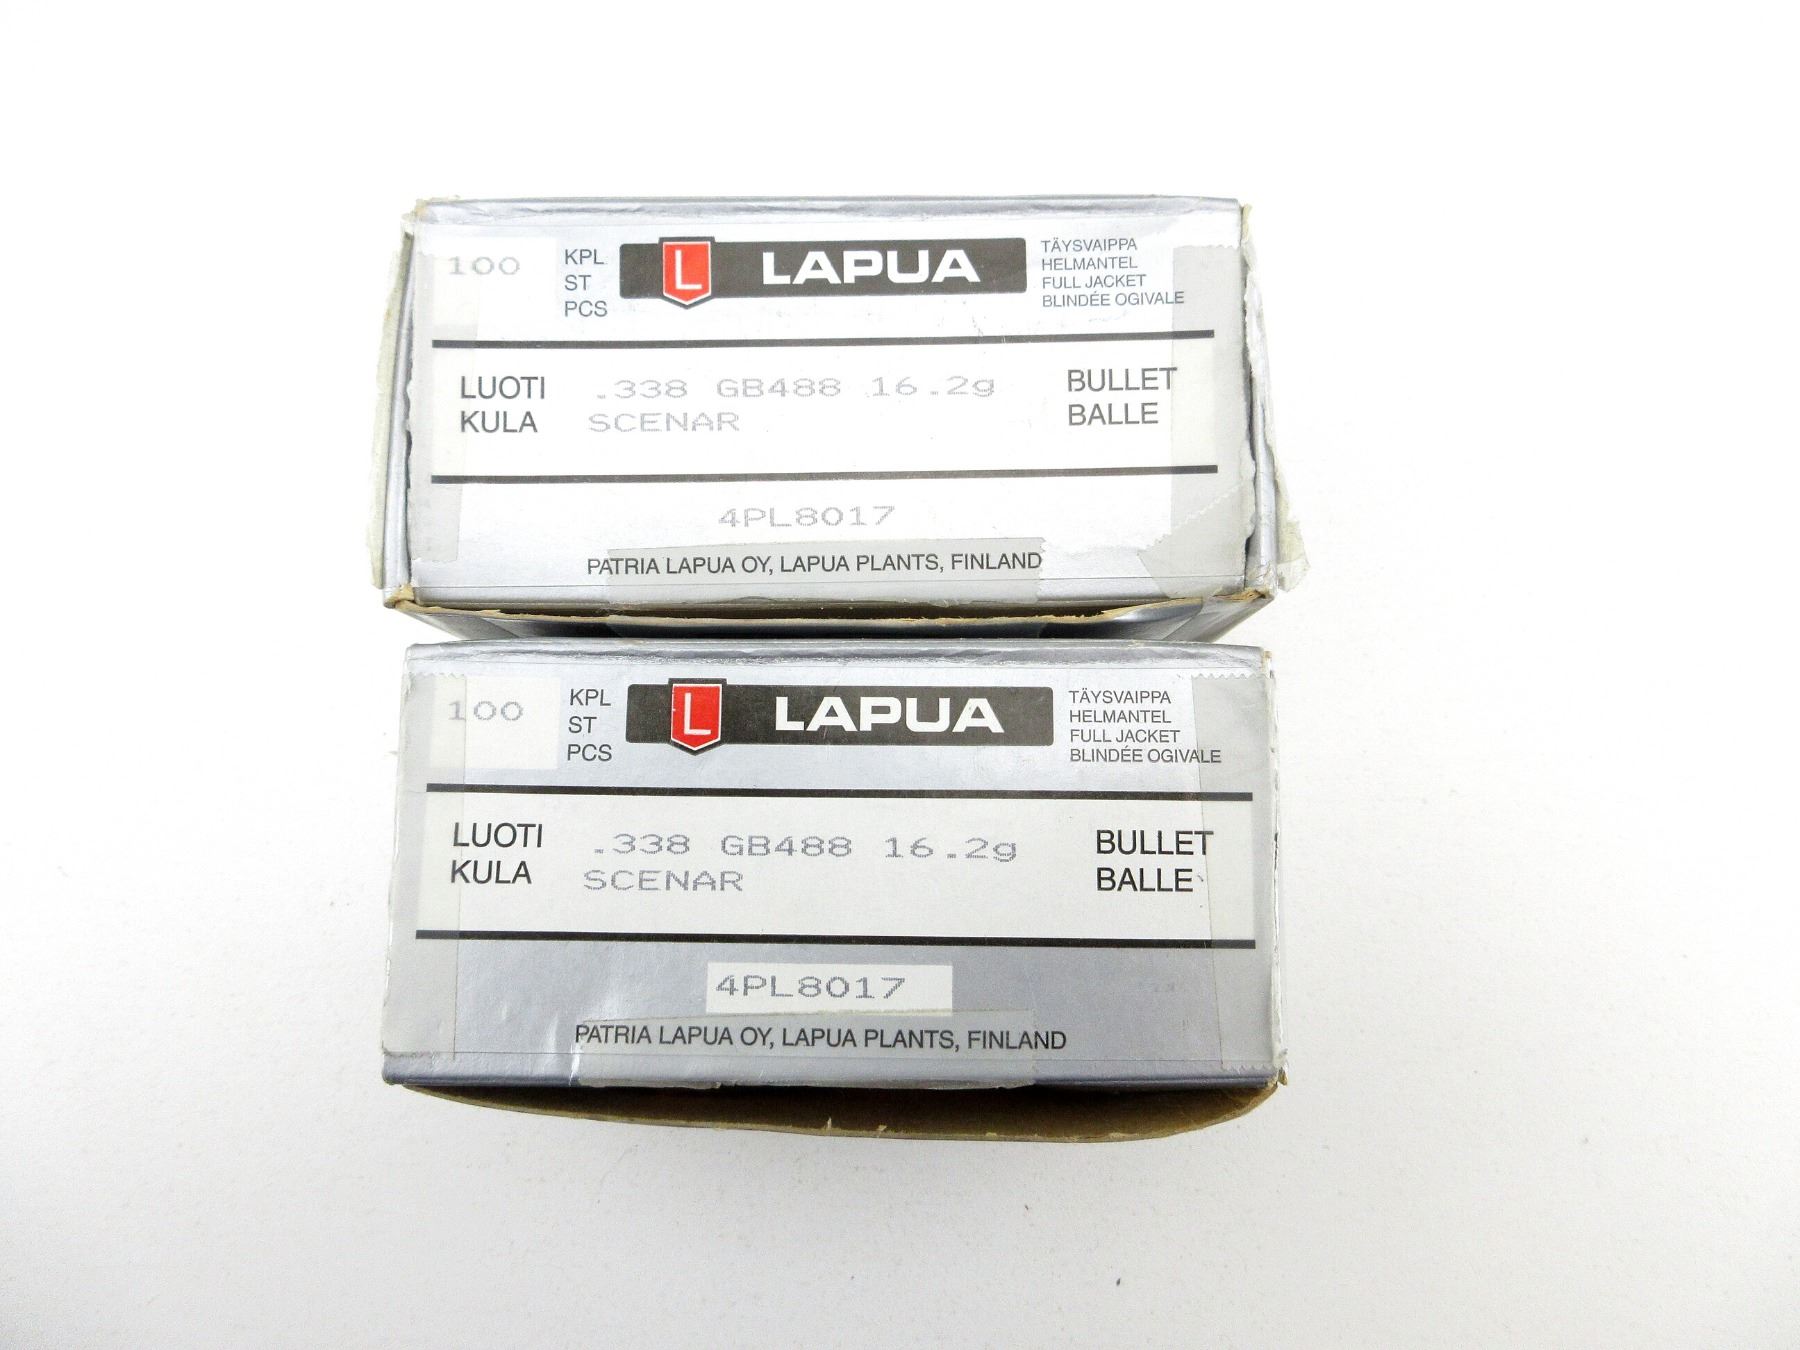 100
KPL
ST
PCS
L LAPUA
TÄYSVAIPPA
HELMANTEL
FULL JACKET
BLINDÉE OGIVALE
LUOTI
KULA
.338 GB488 16.2g
SCENAR
BULLET
BALLE
4PL8017
PATRIA LAPUA OY, LAPUA PLANTS, FINLAND
100
KPL
ST
PCS
L LAPUA
TÄYSVAIPPA
HELMANTEL
FULL JACKET
BLINDÉE OGIVALE
LUOTI
KULA
.338 GB488 16.2g
SCENAR
BULLET
BALLE
4PL8017
PATRIA LAPUA OY, LAPUA PLANTS, FINLAND